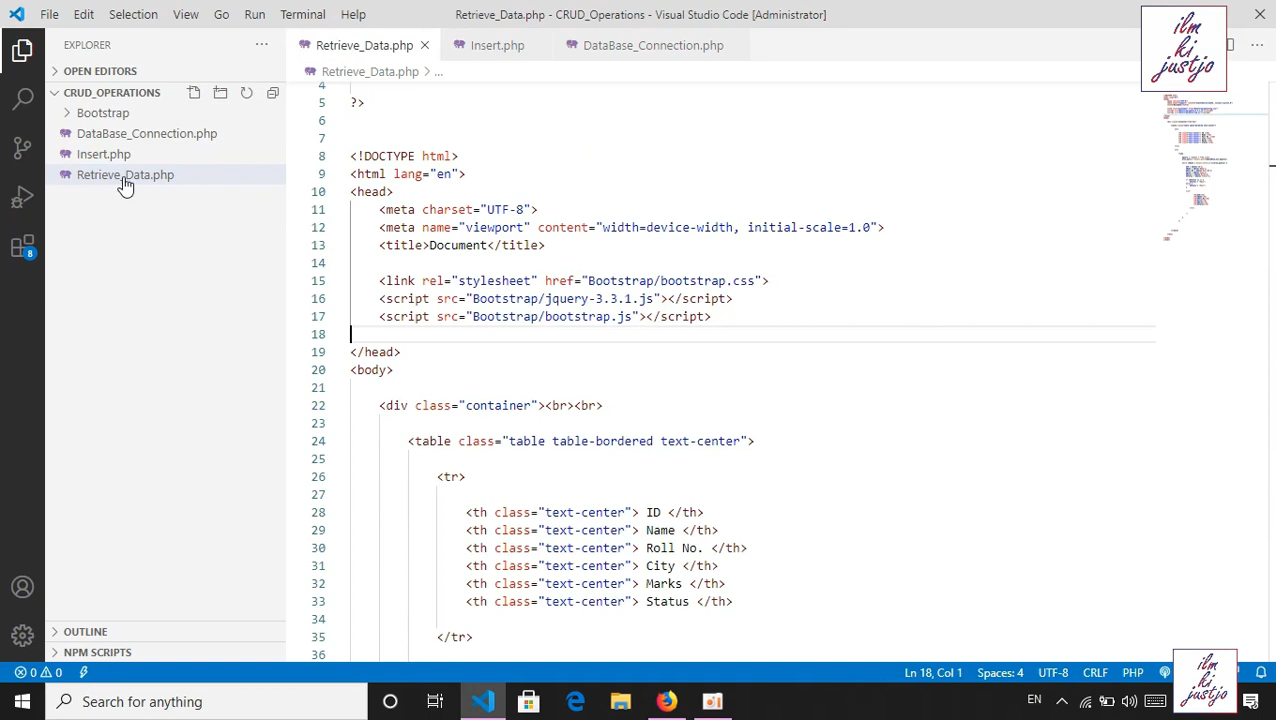 File Edit Selection View Go Run Terminal Help Retrieve_Data.php - CRUD_Operations - Visual Studio Code [Administrator]
ilm
ki
justjo
EXPLORER
Retrieve_Data.php
Insert.php
DataBase_Connection.php
OPEN EDITORS
Retrieve_Data.php > ...
CRUD_OPERATIONS
Bootstrap
DataBase_Connection.php
Insert.php
Retrieve_Data.php
4
5 ?>
6
7
8 <!DOCTYPE html>
9 <html lang="en">
10 <head>
11 <meta charset="UTF-8">
12 <meta name="viewport" content="width=device-width, initial-scale=1.0">
13 <title>Document</title>
14
15 <link rel="stylesheet" href="Bootstrap/bootstrap.css">
16 <script src="Bootstrap/jquery-3.3.1.js"></script>
17 <script src="Bootstrap/bootstrap.js"></script>
18
19 </head>
20 <body>
21
22 <div class="container"><br><br>
23
24 <table class="table table-bordered text-center">
25
26 <tr>
27
28 <th class="text-center"> ID </th>
29 <th class="text-center"> Name </th>
30 <th class="text-center"> Roll No. </th>
31 <th class="text-center"> City </th>
32 <th class="text-center"> Marks </th>
33 <th class="text-center"> Status </th>
34
35 </tr>
36
8
OUTLINE
NPM SCRIPTS
0 0 Ln 18, Col 1 Spaces: 4 UTF-8 CRLF PHP
ilm
ki
justjo
Search for anything
EN